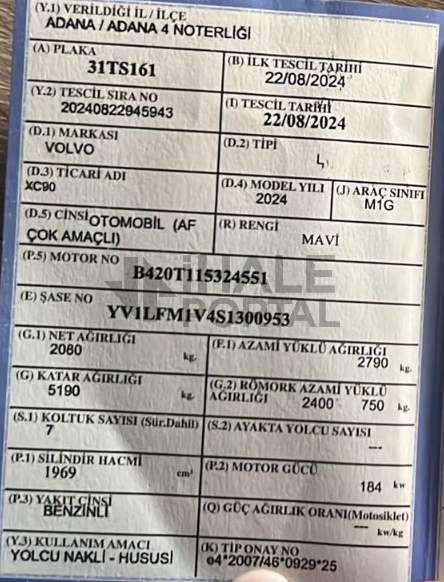 (Y.1) VERİLDİĞİ İL / İLÇE
ADANA / ADANA 4 NOTERLİĞİ
(A) PLAKA
31TS161
(B) İLK TESCİL TARİHİ
22/08/2024
(Y.2) TESCİL SIRA NO
20240822945943
(I) TESCİL TARİHİ
22/08/2024
(D.1) MARKASI
VOLVO
(D.2) TİPİ
(D.3) TİCARİ ADI
XC90
(D.4) MODEL YILI
2024
(J) ARAÇ SINIFI
M1G
(D.5) CİNSİ OTOMOBİL (AF
ÇOK AMAÇLI)
(R) RENGİ
MAVİ
(P.5) MOTOR NO
B420T115324551
(E) ŞASE NO
YV1LFM1V4S1300953
İHALE
PORTAL
(G.1) NET AĞIRLIĞI
2080 kg.
(F.1) AZAMİ YÜKLÜ AĞIRLIĞI
2790 kg.
(G) KATAR AĞIRLIĞI
5190 kg.
(G.2) RÖMORK AZAMİ YÜKLÜ
AĞIRLIĞI 2400 750 kg.
(S.1) KOLTUK SAYISI (Sür.Dahil)
7
(S.2) AYAKTA YOLCU SAYISI
---
(P.1) SİLİNDİR HACMİ
1969 cm³
(P.2) MOTOR GÜCÜ
184 kw
(P.3) YAKIT CİNSİ
BENZİNLİ
(Q) GÜÇ AĞIRLIK ORANI(Motosiklet)
--- kw/kg
(Y.3) KULLANIM AMACI
YOLCU NAKLİ - HUSUSİ
(K) TİP ONAY NO
e4*2007/46*0929*25